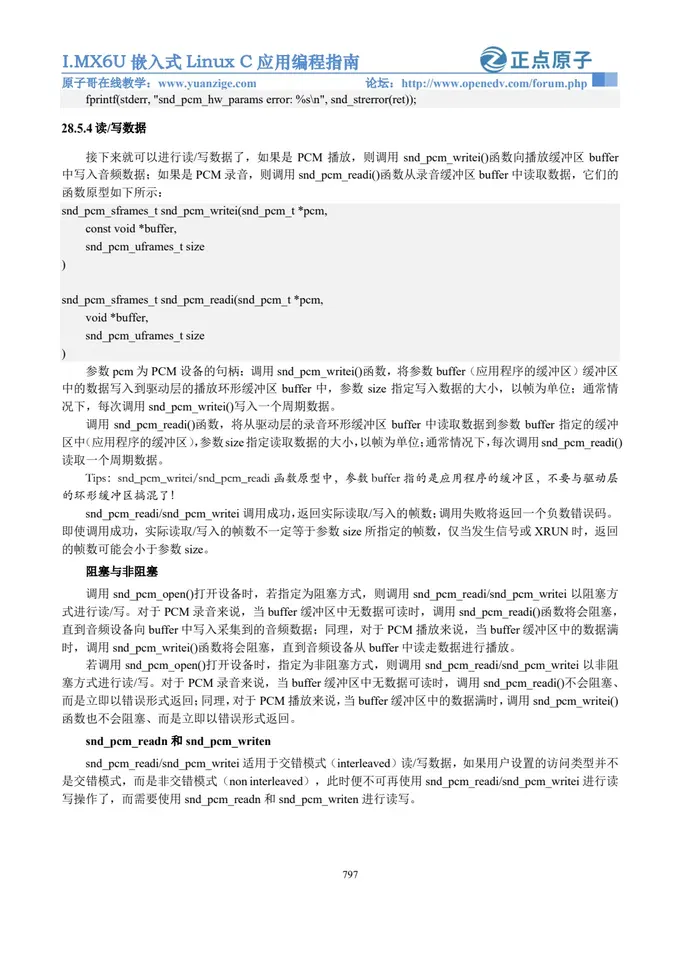 I.MX6U 嵌入式 Linux C 应用编程指南
正点原子
原子哥在线教学：www.yuanzige.com 论坛：http://www.openedv.com/forum.php
fprintf(stderr, "snd_pcm_hw_params error: %s\n", snd_strerror(ret));
28.5.4 读/写数据
接下来就可以进行读/写数据了，如果是 PCM 播放，则调用 snd_pcm_writei()函数向播放缓冲区 buffer
中写入音频数据；如果是 PCM 录音，则调用 snd_pcm_readi()函数从录音缓冲区 buffer 中读取数据，它们的
函数原型如下所示：
snd_pcm_sframes_t snd_pcm_writei(snd_pcm_t *pcm,
const void *buffer,
snd_pcm_uframes_t size
)
snd_pcm_sframes_t snd_pcm_readi(snd_pcm_t *pcm,
void *buffer,
snd_pcm_uframes_t size
)
参数 pcm 为 PCM 设备的句柄；调用 snd_pcm_writei()函数，将参数 buffer（应用程序的缓冲区）缓冲区
中的数据写入到驱动层的播放环形缓冲区 buffer 中，参数 size 指定写入数据的大小，以帧为单位；通常情
况下，每次调用 snd_pcm_writei()写入一个周期数据。
调用 snd_pcm_readi()函数，将从驱动层的录音环形缓冲区 buffer 中读取数据到参数 buffer 指定的缓冲
区中（应用程序的缓冲区），参数 size 指定读取数据的大小，以帧为单位；通常情况下，每次调用 snd_pcm_readi()
读取一个周期数据。
Tips：snd_pcm_writei/snd_pcm_readi 函数原型中，参数 buffer 指的是应用程序的缓冲区，不要与驱动层
的环形缓冲区搞混了！
snd_pcm_readi/snd_pcm_writei 调用成功，返回实际读取/写入的帧数；调用失败将返回一个负数错误码。
即使调用成功，实际读取/写入的帧数不一定等于参数 size 所指定的帧数，仅当发生信号或 XRUN 时，返回
的帧数可能会小于参数 size。
阻塞与非阻塞
调用 snd_pcm_open()打开设备时，若指定为阻塞方式，则调用 snd_pcm_readi/snd_pcm_writei 以阻塞方
式进行读/写。对于 PCM 录音来说，当 buffer 缓冲区中无数据可读时，调用 snd_pcm_readi()函数将会阻塞，
直到音频设备向 buffer 中写入采集到的音频数据；同理，对于 PCM 播放来说，当 buffer 缓冲区中的数据满
时，调用 snd_pcm_writei()函数将会阻塞，直到音频设备从 buffer 中读走数据进行播放。
若调用 snd_pcm_open()打开设备时，指定为非阻塞方式，则调用 snd_pcm_readi/snd_pcm_writei 以非阻
塞方式进行读/写。对于 PCM 录音来说，当 buffer 缓冲区中无数据可读时，调用 snd_pcm_readi()不会阻塞、
而是立即以错误形式返回；同理，对于 PCM 播放来说，当 buffer 缓冲区中的数据满时，调用 snd_pcm_writei()
函数也不会阻塞、而是立即以错误形式返回。
snd_pcm_readn 和 snd_pcm_writen
snd_pcm_readi/snd_pcm_writei 适用于交错模式（interleaved）读/写数据，如果用户设置的访问类型并不
是交错模式，而是非交错模式（non interleaved），此时便不可再使用 snd_pcm_readi/snd_pcm_writei 进行读
写操作了，而需要使用 snd_pcm_readn 和 snd_pcm_writen 进行读写。
797